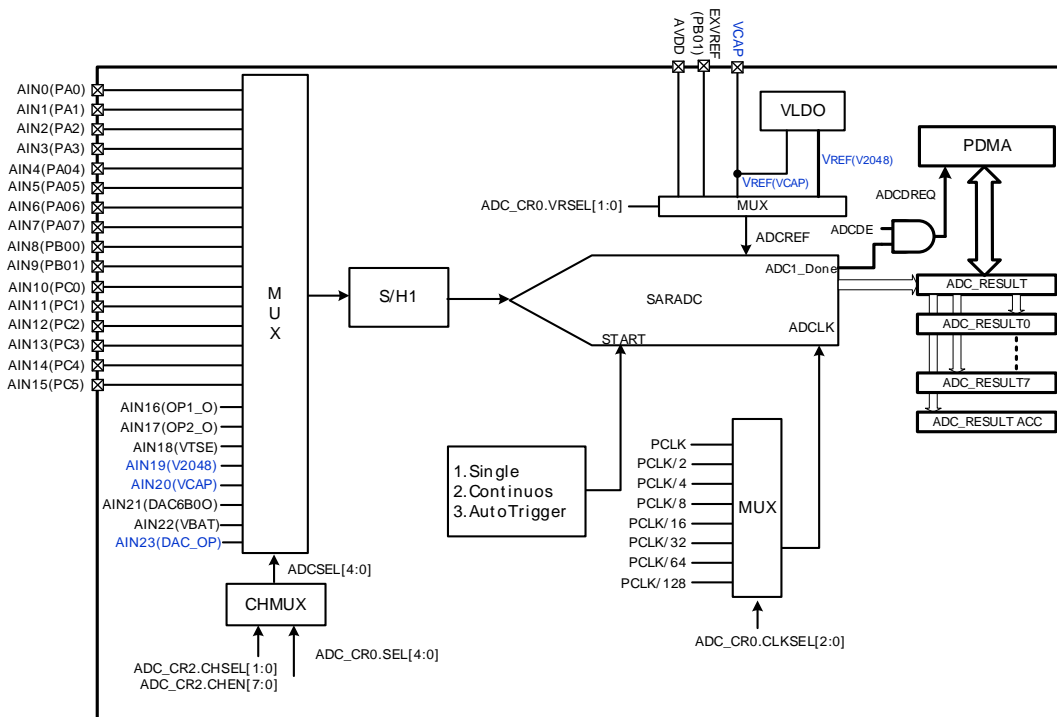 AVDD
EXVREF
(PB01)
VCAP
AIN0(PA0)
AIN1(PA1)
AIN2(PA2)
AIN3(PA3)
AIN4(PA04)
AIN5(PA05)
AIN6(PA06)
AIN7(PA07)
AIN8(PB00)
AIN9(PB01)
AIN10(PC0)
AIN11(PC1)
AIN12(PC2)
AIN13(PC3)
AIN14(PC4)
AIN15(PC5)
AIN16(OP1_O)
AIN17(OP2_O)
AIN18(VTSE)
AIN19(V2048)
AIN20(VCAP)
AIN21(DAC6B0O)
AIN22(VBAT)
AIN23(DAC_OP)
MUX
ADCSEL[4:0]
CHMUX
ADC_CR2.CHSEL[1:0]
ADC_CR2.CHEN[7:0]
ADC_CR0.SEL[4:0]
S/H1
VLDO
VREF(V2048)
VREF(VCAP)
ADC_CR0.VRSEL[1:0]
MUX
ADCREF
SARADC
ADC1_Done
START
ADCLK
1.Single
2.Continuos
3.AutoTrigger
PCLK
PCLK/2
PCLK/4
PCLK/8
PCLK/16
PCLK/32
PCLK/64
PCLK/128
MUX
ADC_CR0.CLKSEL[2:0]
PDMA
ADCDREQ
ADCDE
ADC_RESULT
ADC_RESULT0
ADC_RESULT7
ADC_RESULT ACC